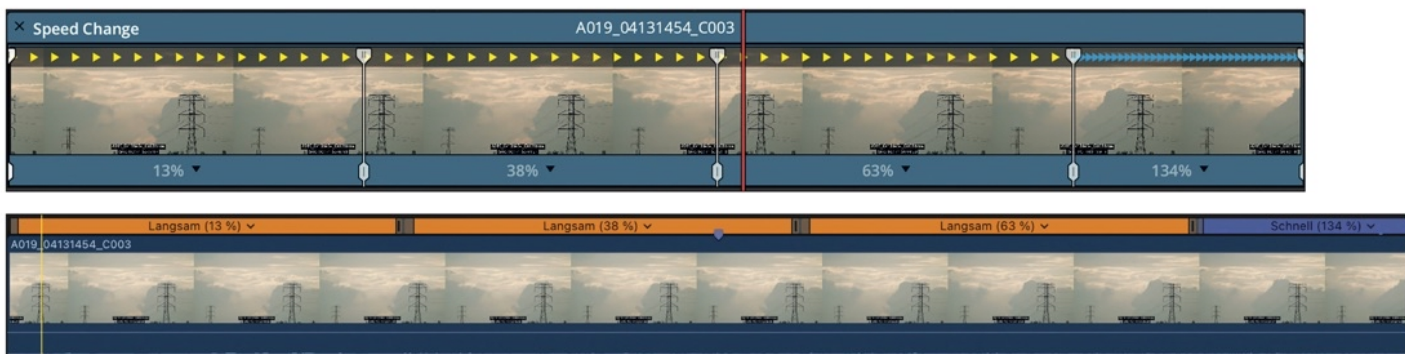 × Speed Change A019_04131454_C003
13% 38% 63% 134%
Langsam (13 %) Langsam (38 %) Langsam (63 %) Schnell (134 %)
A019_04131454_C003